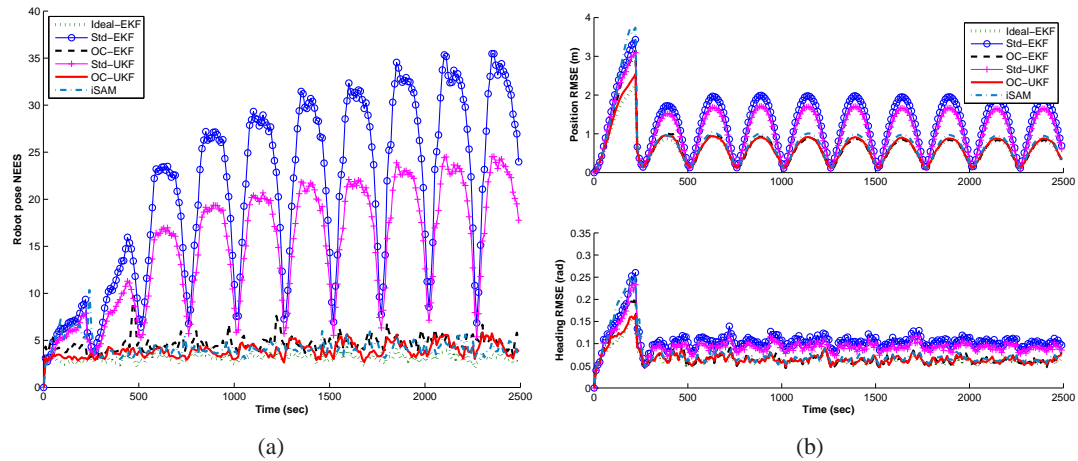 Ideal−EKF
Std−EKF
OC−EKF
Std−UKF
OC−UKF
iSAM
Robot pose NEES
40
35
30
25
20
15
10
5
0
0 500 1000 1500 2000 2500
Time (sec)
(a)
Ideal−EKF
Std−EKF
OC−EKF
Std−UKF
OC−UKF
iSAM
Position RMSE (m)
4
3
2
1
0
0 500 1000 1500 2000 2500
Heading RMSE (rad)
0.35
0.3
0.25
0.2
0.15
0.1
0.05
0
0 500 1000 1500 2000 2500
Time (sec)
(b)